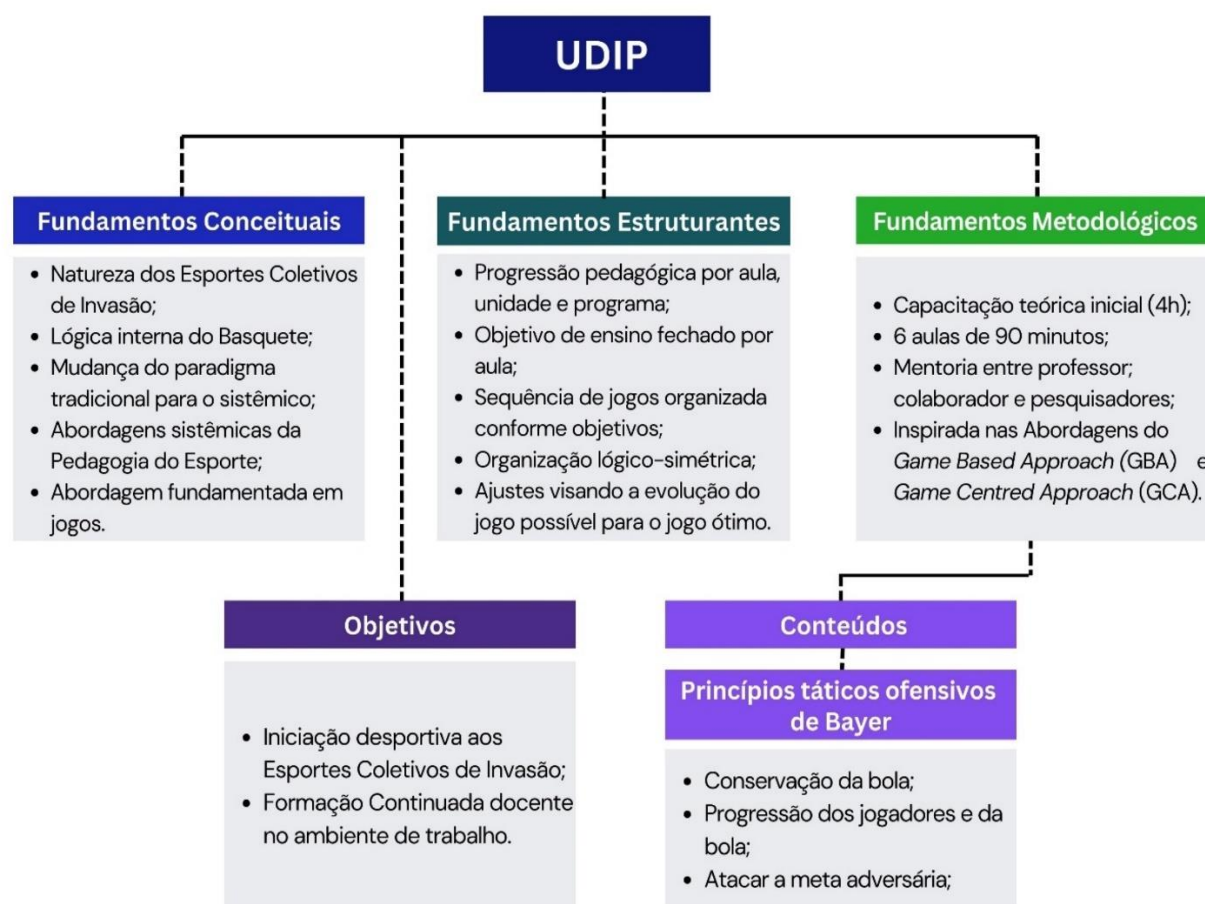 UDIP
Fundamentos Conceituais
• Natureza dos Esportes Coletivos
de Invasão;
• Lógica interna do Basquete;
• Mudança do paradigma
tradicional para o sistêmico;
• Abordagens sistêmicas da
Pedagogia do Esporte;
• Abordagem fundamentada em
jogos.
Fundamentos Estruturantes
• Progressão pedagógica por aula,
unidade e programa;
• Objetivo de ensino fechado por
aula;
• Sequência de jogos organizada
conforme objetivos;
• Organização lógico-simétrica;
• Ajustes visando a evolução do
jogo possível para o jogo ótimo.
Fundamentos Metodológicos
• Capacitação teórica inicial (4h);
• 6 aulas de 90 minutos;
• Mentoria entre professor;
colaborador e pesquisadores;
• Inspirada nas Abordagens do
Game Based Approach (GBA) e
Game Centred Approach (GCA).
Objetivos
• Iniciação desportiva aos
Esportes Coletivos de Invasão;
• Formação Continuada docente
no ambiente de trabalho.
Conteúdos
Princípios táticos ofensivos
de Bayer
• Conservação da bola;
• Progressão dos jogadores e da
bola;
• Atacar a meta adversária;